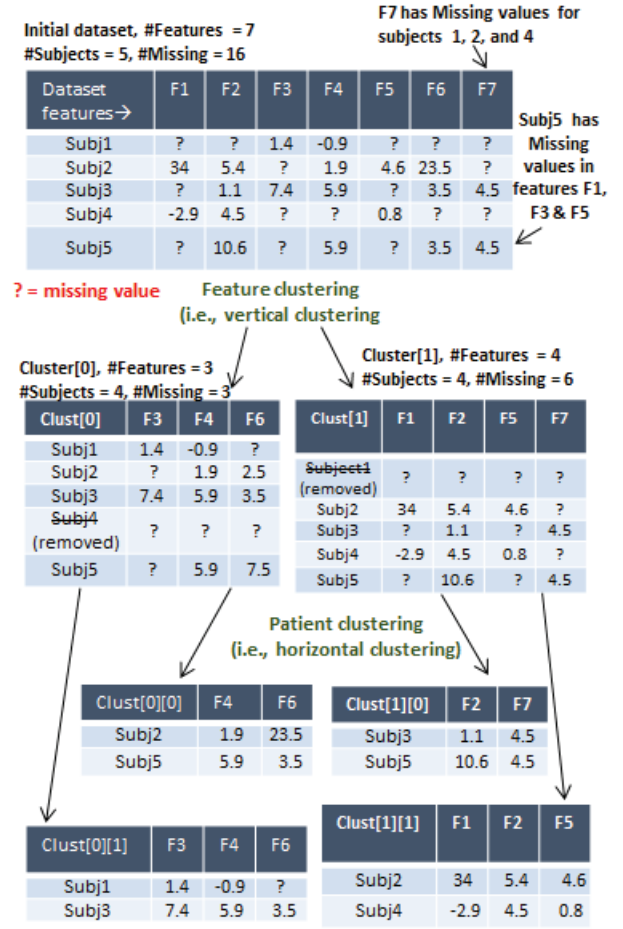 Initial dataset, #Features = 7
#Subjects = 5, #Missing = 16
F7 has Missing values for
subjects 1, 2, and 4
Dataset features→ F1 F2 F3 F4 F5 F6 F7
Subj1 ? ? 1.4 -0.9 ? ? ?
Subj2 34 5.4 ? 1.9 4.6 23.5 ?
Subj3 ? 1.1 7.4 5.9 ? 3.5 4.5
Subj4 -2.9 4.5 ? ? 0.8 ? ?
Subj5 ? 10.6 ? 5.9 ? 3.5 4.5
Subj5 has
Missing
values in
features F1,
F3 & F5
? = missing value
Feature clustering
(i.e., vertical clustering
Cluster[0], #Features = 3
#Subjects = 4, #Missing = 3
Clust[0] F3 F4 F6
Subj1 1.4 -0.9 ?
Subj2 ? 1.9 2.5
Subj3 7.4 5.9 3.5
Subj4 (removed) ? ? ?
Subj5 ? 5.9 7.5
Cluster[1], #Features = 4
#Subjects = 4, #Missing = 6
Clust[1] F1 F2 F5 F7
Subject1 (removed) ? ? ? ?
Subj2 34 5.4 4.6 ?
Subj3 ? 1.1 ? 4.5
Subj4 -2.9 4.5 0.8 ?
Subj5 ? 10.6 ? 4.5
Patient clustering
(i.e., horizontal clustering)
Clust[0][0] F4 F6
Subj2 1.9 23.5
Subj5 5.9 3.5
Clust[1][0] F2 F7
Subj3 1.1 4.5
Subj5 10.6 4.5
Clust[0][1] F3 F4 F6
Subj1 1.4 -0.9 ?
Subj3 7.4 5.9 3.5
Clust[1][1] F1 F2 F5
Subj2 34 5.4 4.6
Subj4 -2.9 4.5 0.8